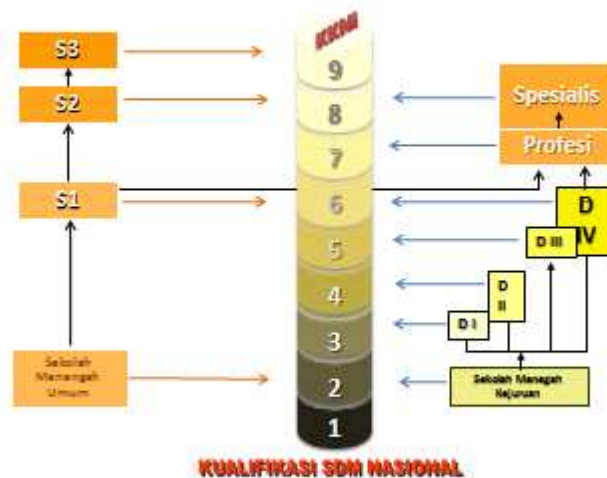 KKNI
S3
S2
S1
Sekolah
Menengah
Umum
9
8
7
6
5
4
3
2
1
Spesialis
Profesi
D
IV
D III
D
II
D I
Sekolah Menegah
Kejuruan
KUALIFIKASI SDM NASIONAL